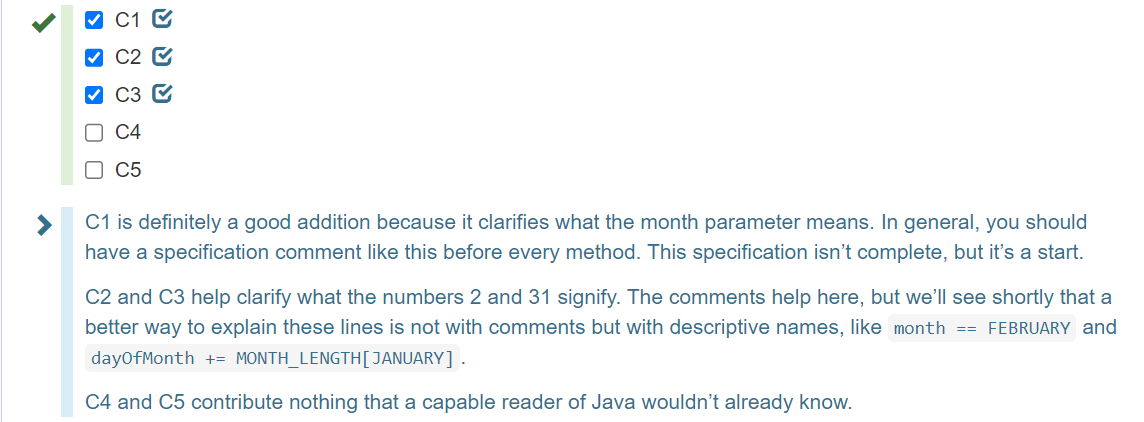 C1
C2
C3
C4
C5
C1 is definitely a good addition because it clarifies what the month parameter means. In general, you should
have a specification comment like this before every method. This specification isn’t complete, but it’s a start.
C2 and C3 help clarify what the numbers 2 and 31 signify. The comments help here, but we’ll see shortly that a
better way to explain these lines is not with comments but with descriptive names, like month == FEBRUARY and
dayOfMonth += MONTH_LENGTH[JANUARY] .
C4 and C5 contribute nothing that a capable reader of Java wouldn’t already know.